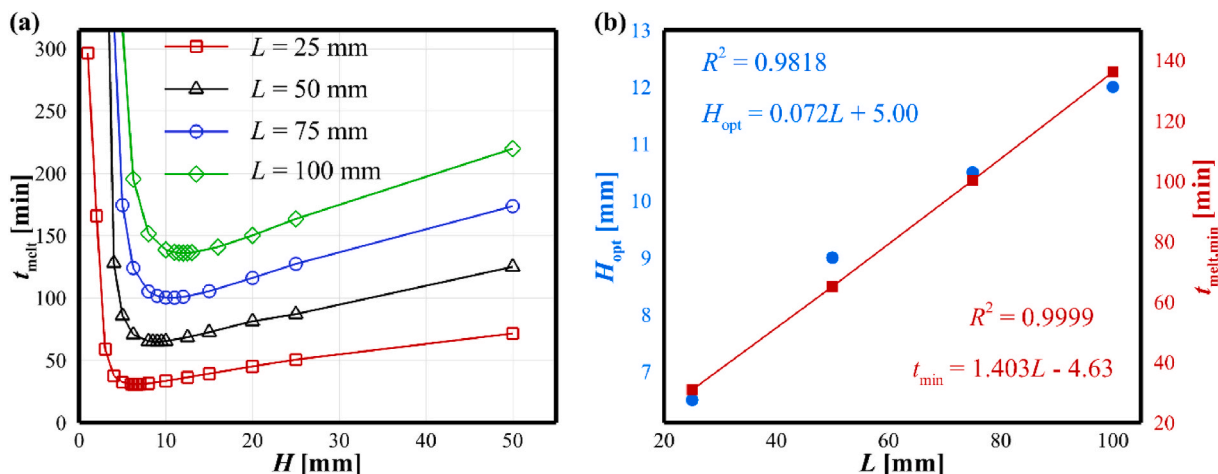 (a)
300
250
200
150
100
50
0
t_melt [min]
L = 25 mm
L = 50 mm
L = 75 mm
L = 100 mm
0 10 20 30 40 50
H [mm]
(b)
13
12
11
10
9
8
7
H_opt [mm]
R² = 0.9818
H_opt = 0.072L + 5.00
R² = 0.9999
t_min = 1.403L - 4.63
20 40 60 80 100
L [mm]
140
120
100
80
60
40
20
t_melt,min [mm]